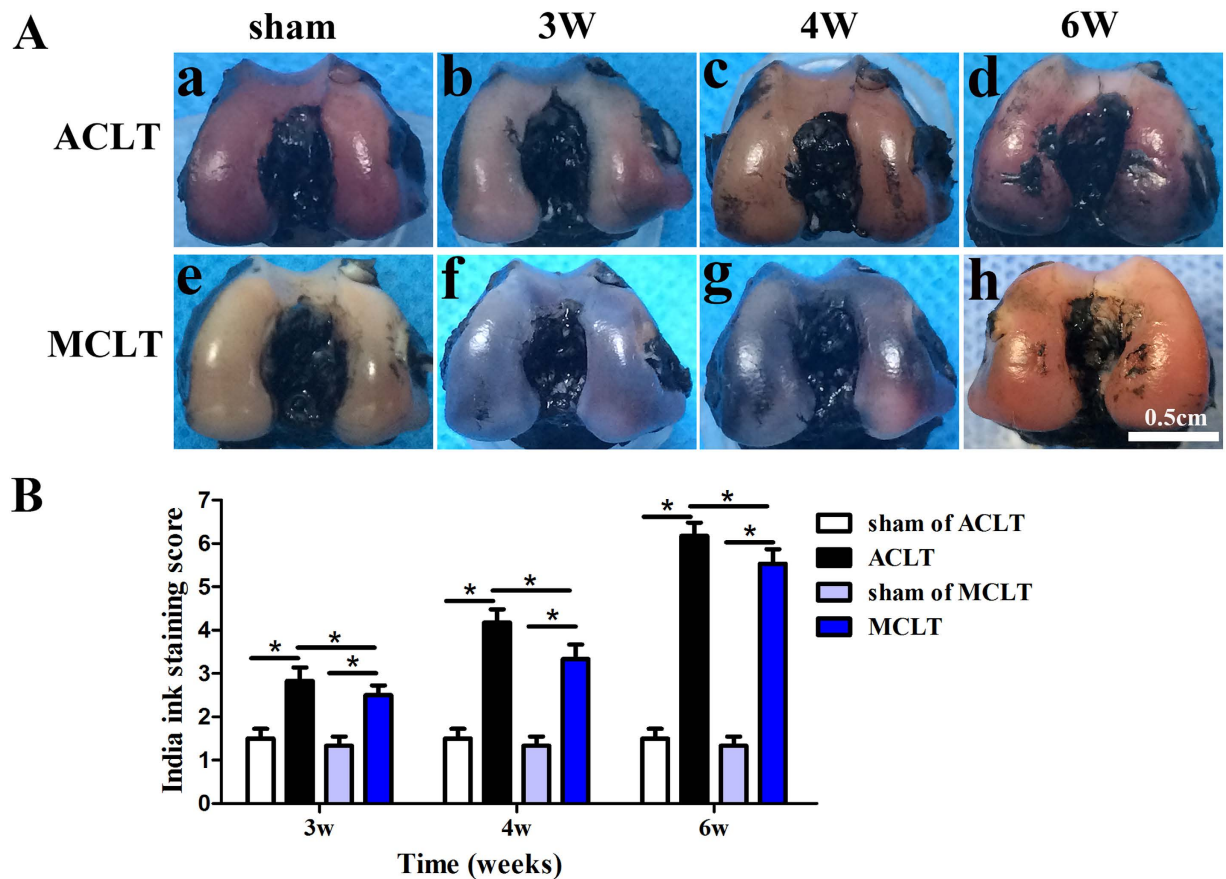 A
sham 3W 4W 6W
ACLT
a b c d
MCLT
e f g h
0.5cm
B
India ink staining score
7
6
5
4
3
2
1
0
* * *
* * *
* * *
3w 4w 6w
Time (weeks)
sham of ACLT
ACLT
sham of MCLT
MCLT